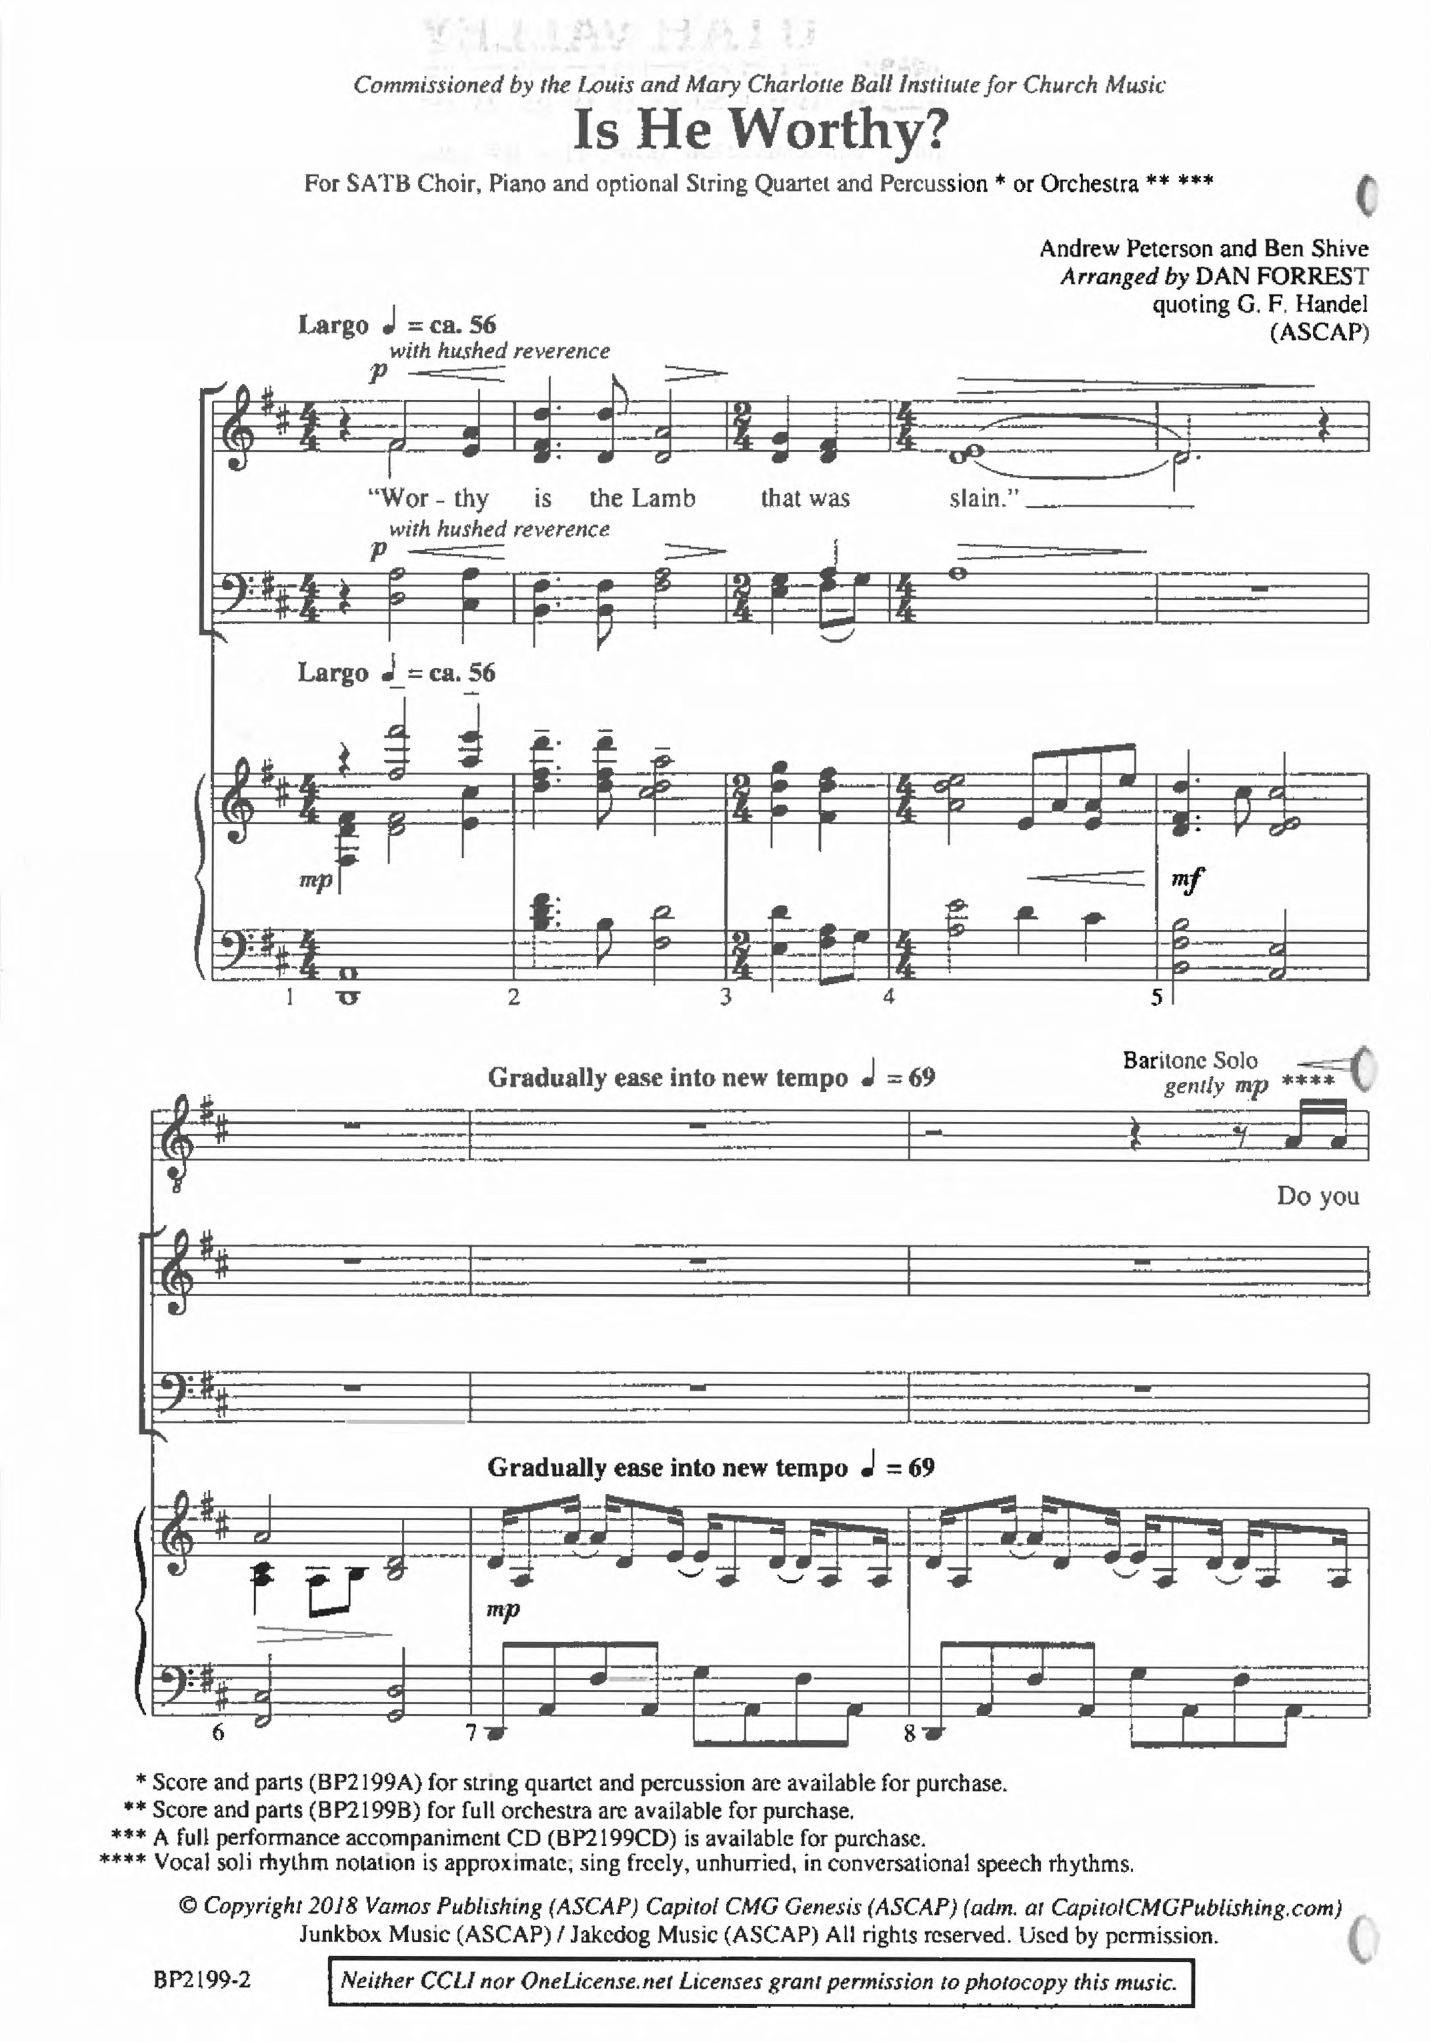 Commissioned by the Louis and Mary Charlotte Ball Institute for Church Music
Is He Worthy?
For SATB Choir, Piano and optional String Quartet and Percussion * or Orchestra ** ***
Andrew Peterson and Ben Shive
Arranged by DAN FORREST
quoting G. F. Handel
(ASCAP)
Largo ♩ = ca. 56
with hushed reverence
p
“Wor - thy is the Lamb that was slain.”
with hushed reverence
p
Largo ♩ = ca. 56
mp
mf
1 2 3 4 5
Gradually ease into new tempo ♩ = 69
Baritone Solo
gently mp ****
Do you
Gradually ease into new tempo ♩ = 69
mp
6 7 8
* Score and parts (BP2199A) for string quartet and percussion are available for purchase.
** Score and parts (BP2199B) for full orchestra are available for purchase.
*** A full performance accompaniment CD (BP2199CD) is available for purchase.
**** Vocal soli rhythm notation is approximate; sing freely, unhurried, in conversational speech rhythms.
© Copyright 2018 Vamos Publishing (ASCAP) Capitol CMG Genesis (ASCAP) (adm. at CapitolCMGPublishing.com)
Junkbox Music (ASCAP) / Jakedog Music (ASCAP) All rights reserved. Used by permission.
BP2199-2
Neither CCLI nor OneLicense.net Licenses grant permission to photocopy this music.